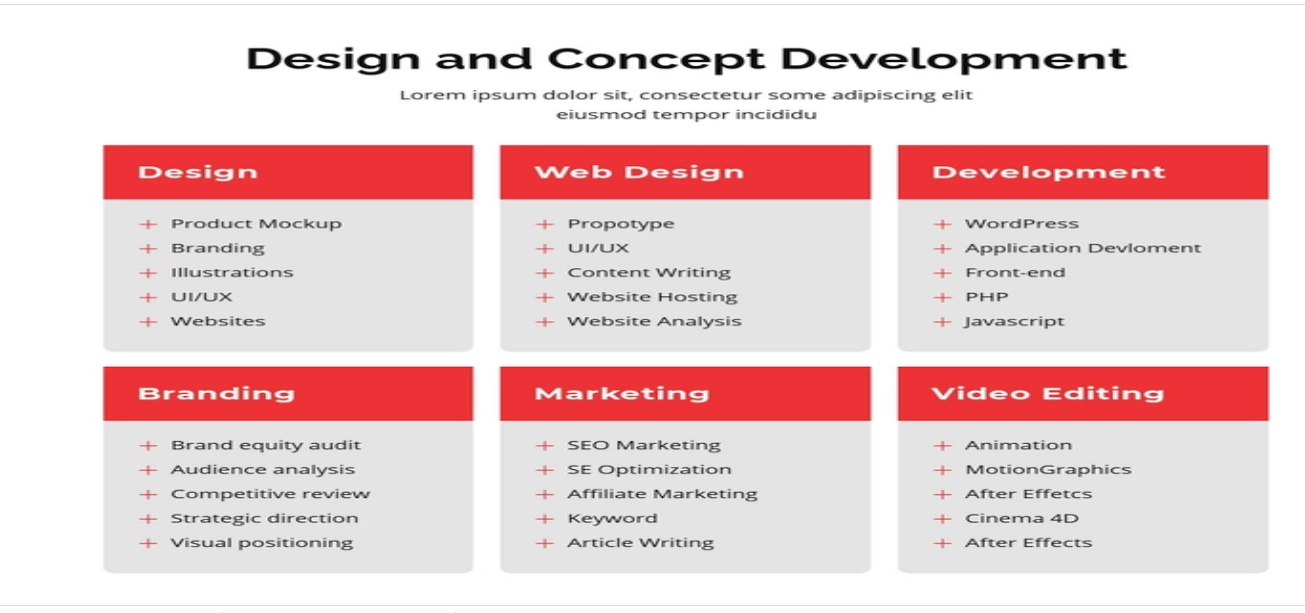 Design and Concept Development
Lorem ipsum dolor sit, consectetur some adipiscing elit
eiusmod tempor incididu
Design
Product Mockup
Branding
Illustrations
UI/UX
Websites
Web Design
Propotype
UI/UX
Content Writing
Website Hosting
Website Analysis
Development
WordPress
Application Devloment
Front-end
PHP
Javascript
Branding
Brand equity audit
Audience analysis
Competitive review
Strategic direction
Visual positioning
Marketing
SEO Marketing
SE Optimization
Affiliate Marketing
Keyword
Article Writing
Video Editing
Animation
MotionGraphics
After Effetcs
Cinema 4D
After Effects